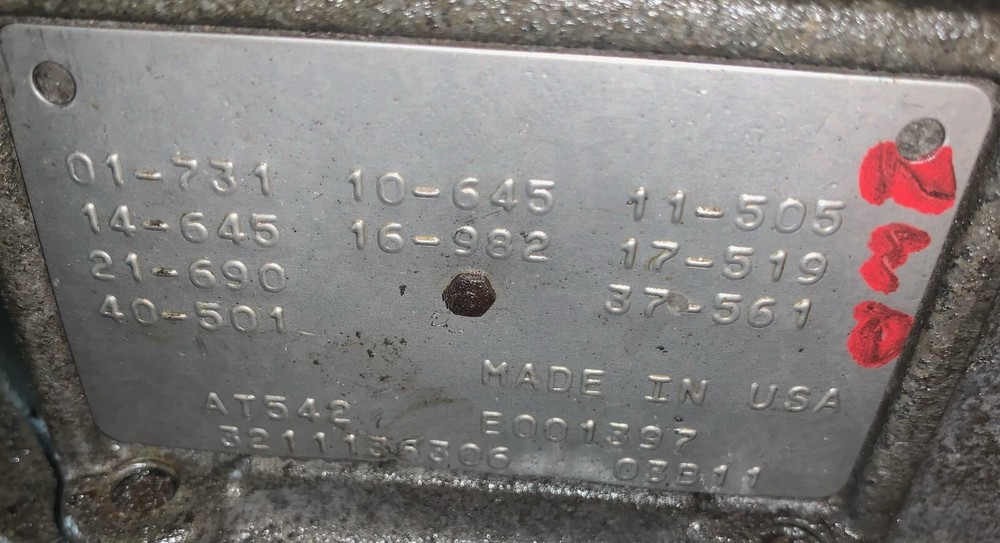 01-731 10-645 11-505
14-645 16-982 17-519
21-690 37-561
40-501
MADE IN USA
AT542 E001397
3211136306 03B11